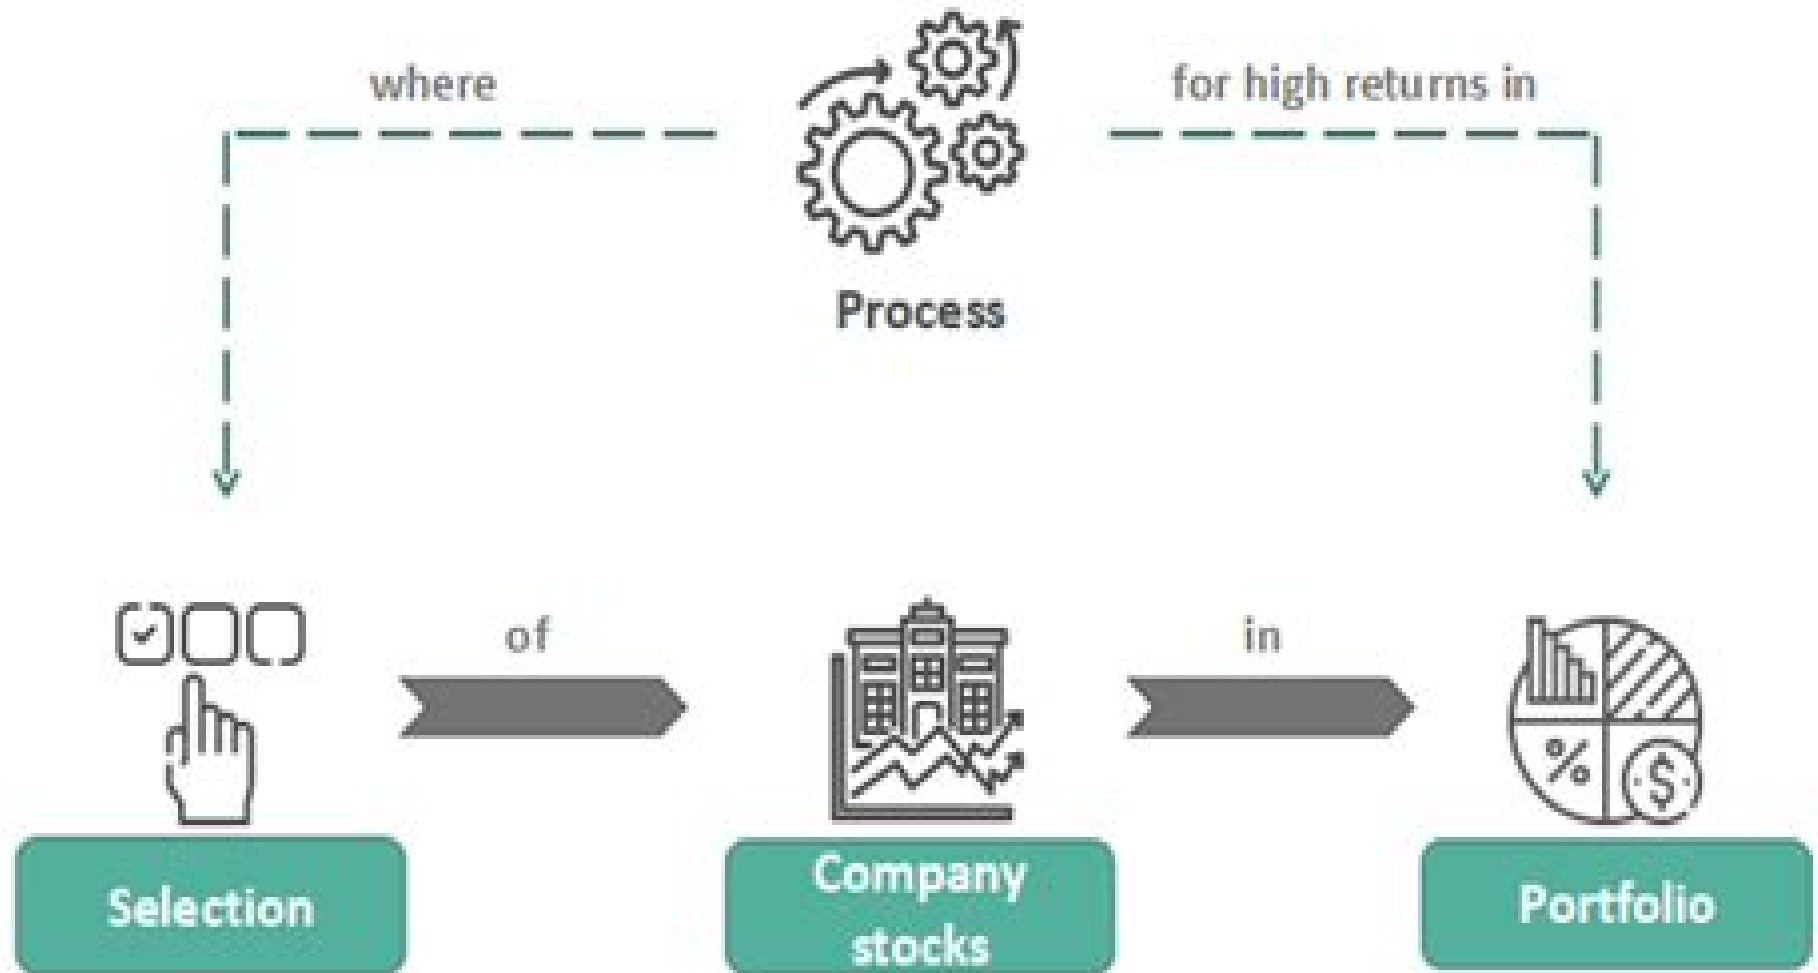 where
for high returns in
Process
of
in
Selection
Company
stocks
Portfolio
%
$